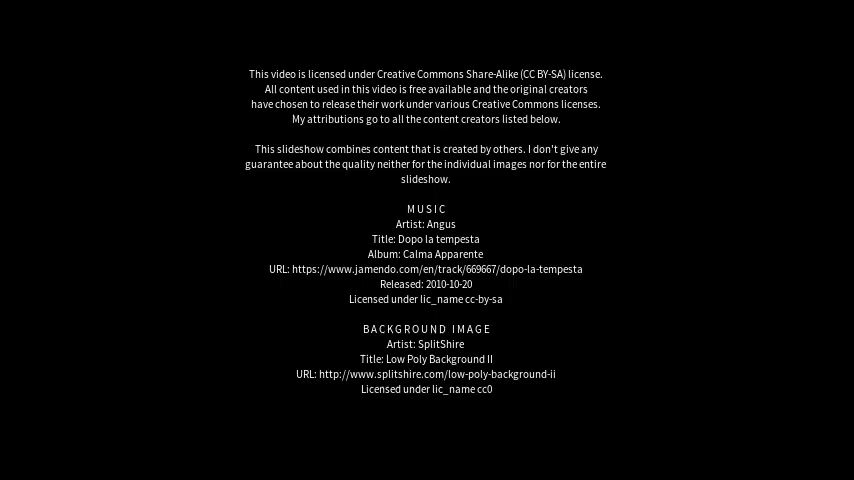 This video is licensed under Creative Commons Share-Alike (CC BY-SA) license.
All content used in this video is free available and the original creators
have chosen to release their work under various Creative Commons licenses.
My attributions go to all the content creators listed below.
This slideshow combines content that is created by others. I don't give any
guarantee about the quality neither for the individual images nor for the entire
slideshow.
MUSIC
Artist: Angus
Title: Dopo la tempesta
Album: Calma Apparente
URL: https://www.jamendo.com/en/track/669667/dopo-la-tempesta
Released: 2010-10-20
Licensed under lic_name cc-by-sa
BACKGROUND IMAGE
Artist: SplitShire
Title: Low Poly Background II
URL: http://www.splitshire.com/low-poly-background-ii
Licensed under lic_name cc0